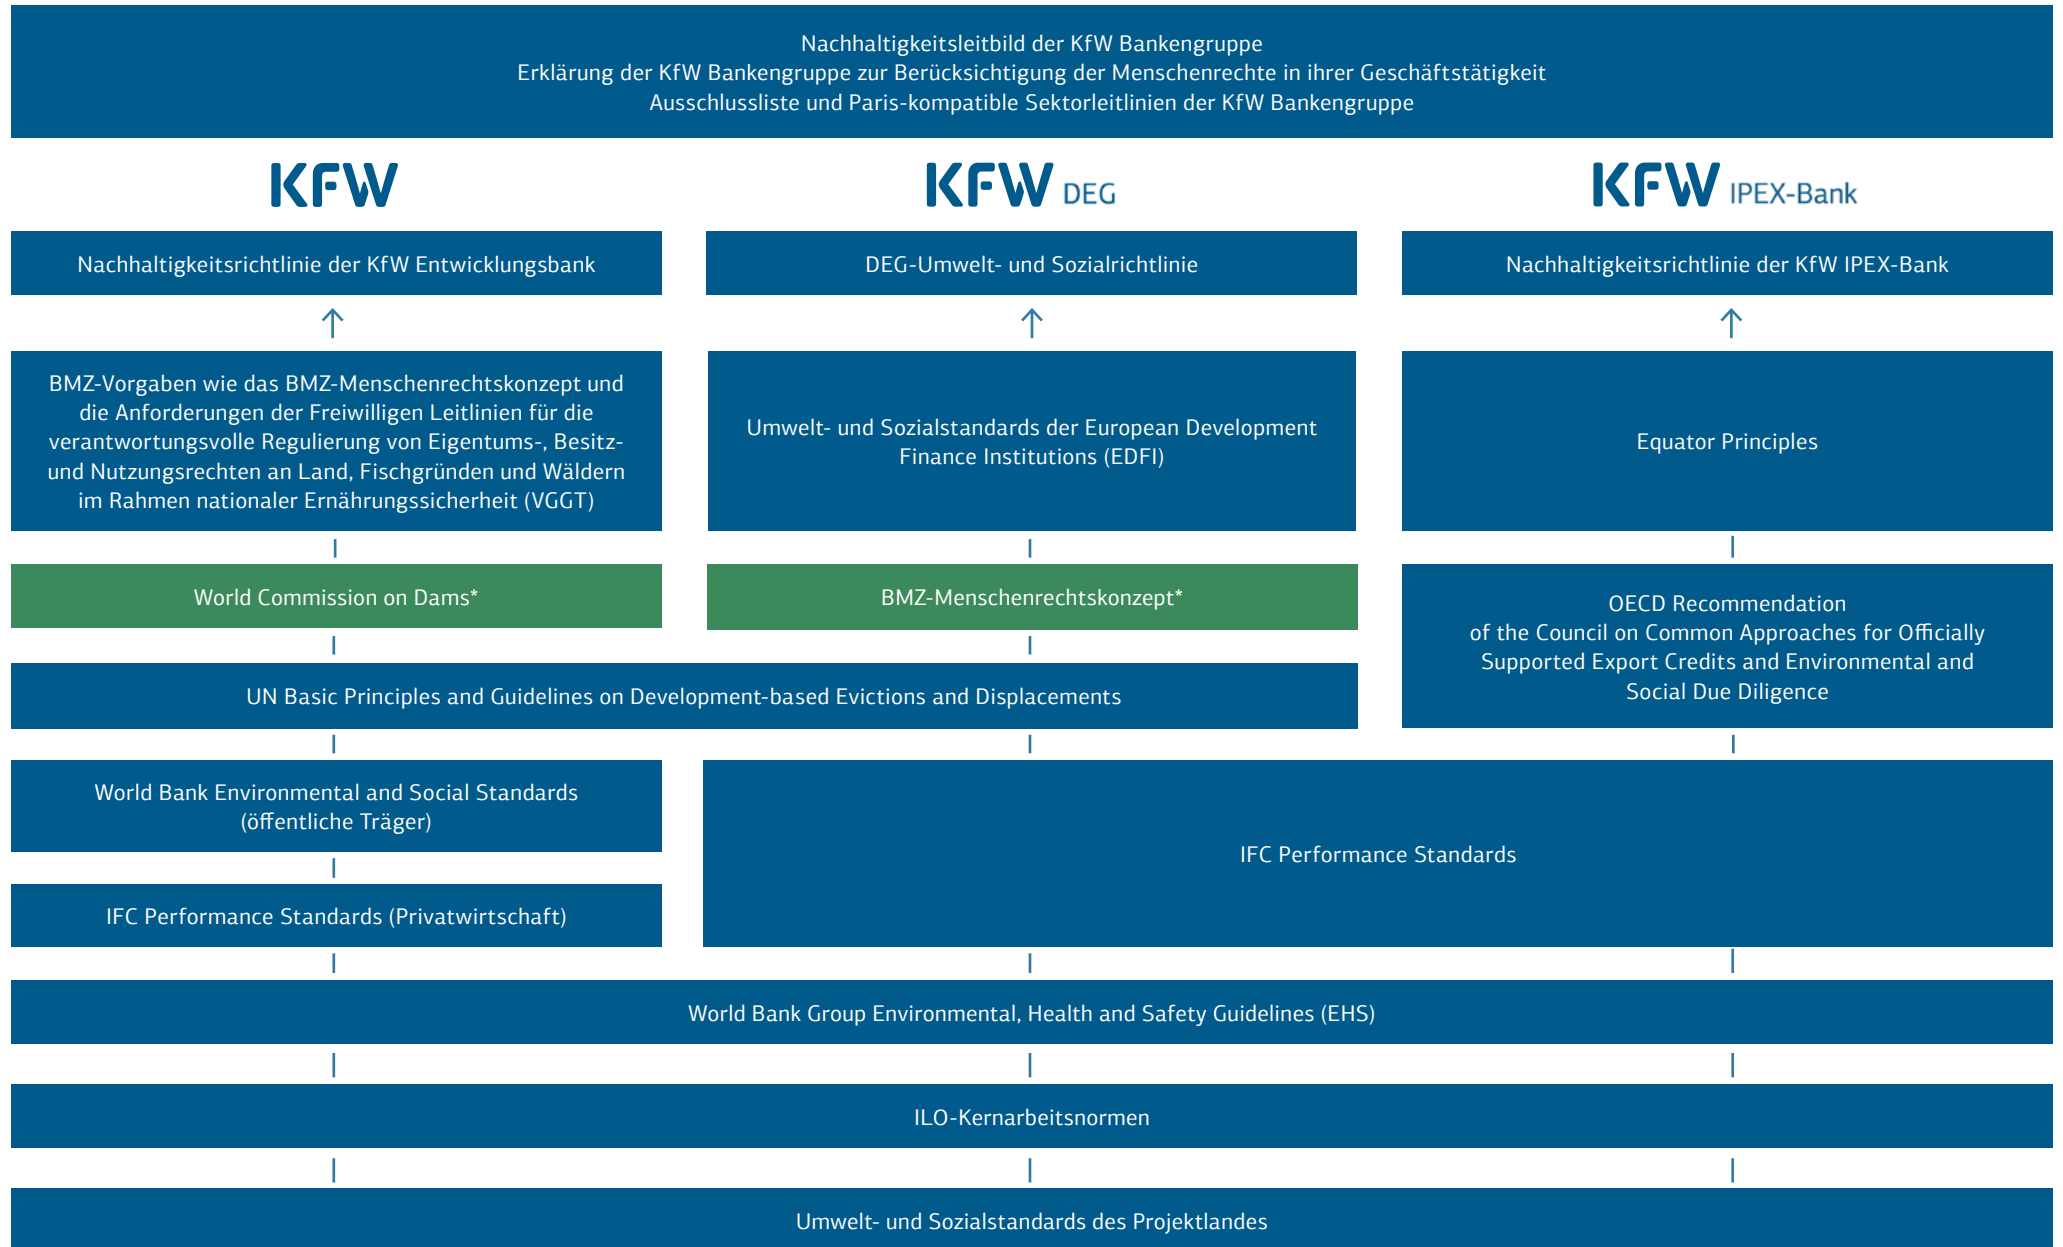 Nachhaltigkeitsleitbild der KfW Bankengruppe
Erklärung der KfW Bankengruppe zur Berücksichtigung der Menschenrechte in ihrer Geschäftstätigkeit
Ausschlussliste und Paris-kompatible Sektorleitlinien der KfW Bankengruppe
KFW
KFW DEG
KFW IPEX-Bank
Nachhaltigkeitsrichtlinie der KfW Entwicklungsbank
DEG-Umwelt- und Sozialrichtlinie
Nachhaltigkeitsrichtlinie der KfW IPEX-Bank
BMZ-Vorgaben wie das BMZ-Menschenrechtskonzept und
die Anforderungen der Freiwilligen Leitlinien für die
verantwortungsvolle Regulierung von Eigentums-, Besitz-
und Nutzungsrechten an Land, Fischgründen und Wäldern
im Rahmen nationaler Ernährungssicherheit (VGGT)
Umwelt- und Sozialstandards der European Development
Finance Institutions (EDFI)
Equator Principles
World Commission on Dams*
BMZ-Menschenrechtskonzept*
OECD Recommendation
of the Council on Common Approaches for Officially
Supported Export Credits and Environmental and
Social Due Diligence
UN Basic Principles and Guidelines on Development-based Evictions and Displacements
World Bank Environmental and Social Standards
(öffentliche Träger)
IFC Performance Standards
IFC Performance Standards (Privatwirtschaft)
World Bank Group Environmental, Health and Safety Guidelines (EHS)
ILO-Kernarbeitsnormen
Umwelt- und Sozialstandards des Projektlandes